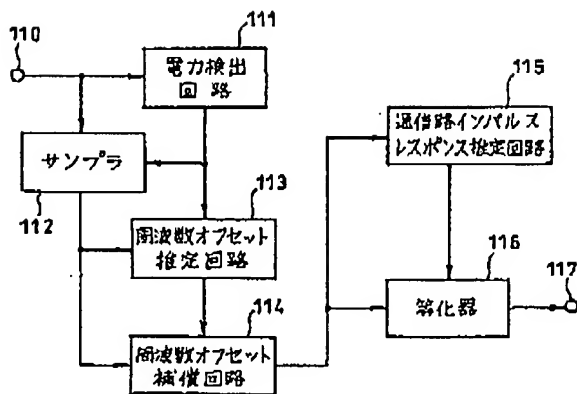 111
110
電力検出
回路
115
通信路インパルス
レスポンス推定回路
サンプラ
112
113
周波数オフセット
推定回路
116
117
等化器
114
周波数オフセット
補償回路